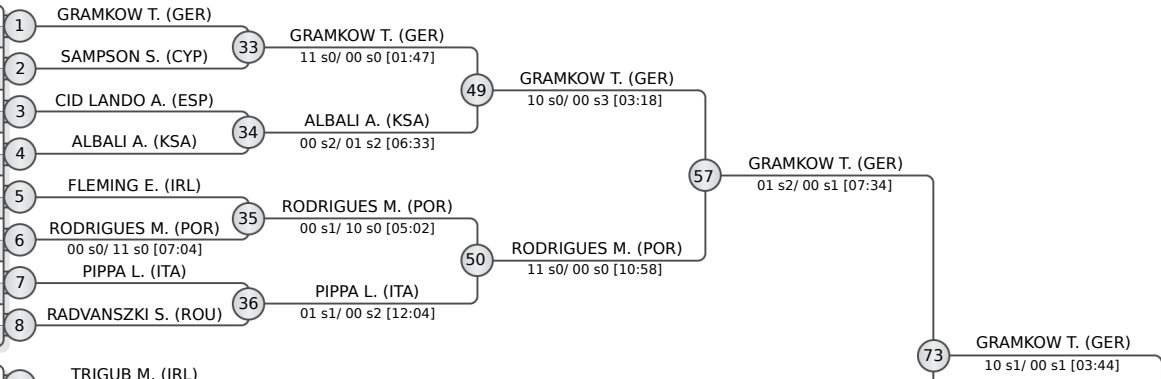 1
GRAMKOW T. (GER)
2
SAMPSON S. (CYP)
33
GRAMKOW T. (GER)
11 s0/ 00 s0 [01:47]
3
CID LANDO A. (ESP)
4
ALBALI A. (KSA)
34
ALBALI A. (KSA)
00 s2/ 01 s2 [06:33]
49
GRAMKOW T. (GER)
10 s0/ 00 s3 [03:18]
5
FLEMING E. (IRL)
6
RODRIGUES M. (POR)
00 s0/ 11 s0 [07:04]
35
RODRIGUES M. (POR)
00 s1/ 10 s0 [05:02]
7
PIPPA L. (ITA)
8
RADVANSZKI S. (ROU)
36
PIPPA L. (ITA)
01 s1/ 00 s2 [12:04]
50
RODRIGUES M. (POR)
11 s0/ 00 s0 [10:58]
57
GRAMKOW T. (GER)
01 s2/ 00 s1 [07:34]
73
GRAMKOW T. (GER)
10 s1/ 00 s1 [03:44]
TRIGUB M. (IRL)